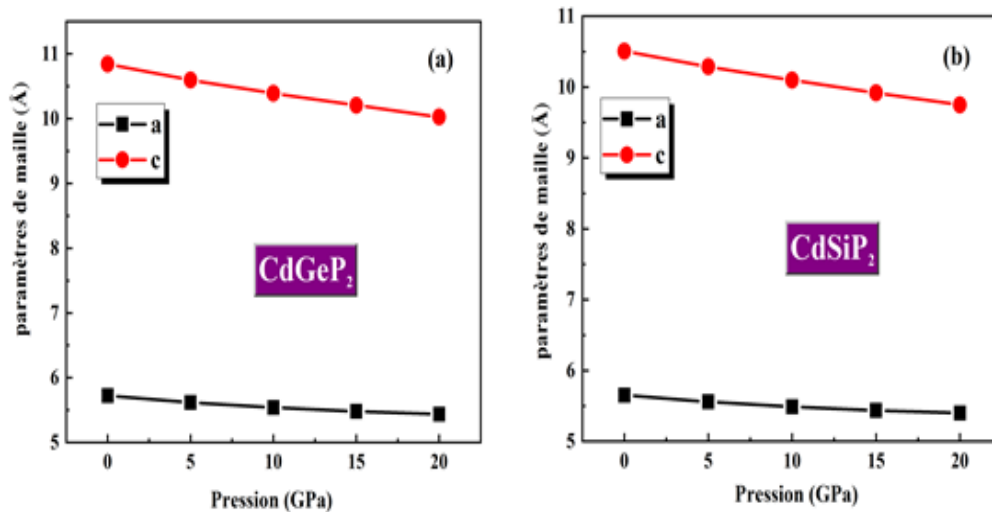 (a)
11
10
9
8
7
6
5
paramètres de maille (Å)
a
c
CdGeP₂
0 5 10 15 20
Pression (GPa)
(b)
11
10
9
8
7
6
5
paramètres de maille (Å)
a
c
CdSiP₂
0 5 10 15 20
Pression (GPa)